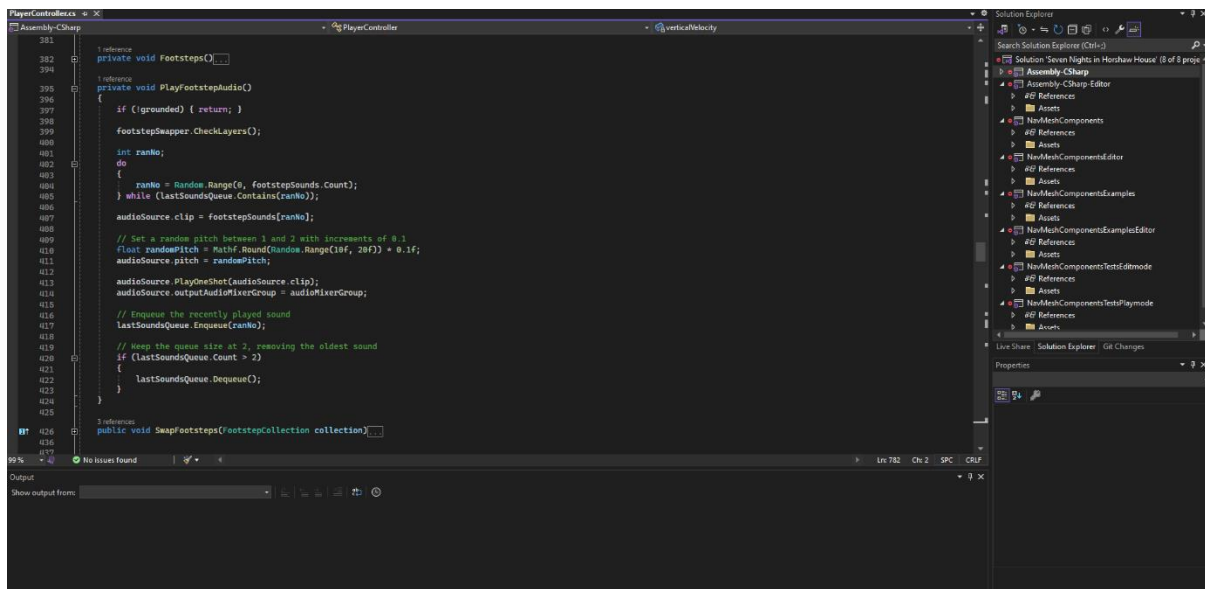 PlayerController.cs
Assembly-CSharp
PlayerController
verticalVelocity
381
1 reference
382 private void Footsteps()...
394
1 reference
395 private void PlayFootstepAudio()
396 {
397 if (!grounded) { return; }
398
399 footstepSwapper.CheckLayers();
400
401 int ranNo;
402 do
403 {
404 ranNo = Random.Range(0, footstepSounds.Count);
405 } while (lastSoundsQueue.Contains(ranNo));
406
407 audioSource.clip = footstepSounds[ranNo];
408
409 // Set a random pitch between 1 and 2 with increments of 0.1
410 float randomPitch = Mathf.Round(Random.Range(10f, 20f)) * 0.1f;
411 audioSource.pitch = randomPitch;
412
413 audioSource.PlayOneShot(audioSource.clip);
414 audioSource.outputAudioMixerGroup = audioMixerGroup;
415
416 // Enqueue the recently played sound
417 lastSoundsQueue.Enqueue(ranNo);
418
419 // Keep the queue size at 2, removing the oldest sound
420 if (lastSoundsQueue.Count > 2)
421 {
422 lastSoundsQueue.Dequeue();
423 }
424 }
425
3 references
426 public void SwapFootsteps(FootstepCollection collection)...
436
437
99 % No issues found Ln: 782 Ch: 2 SPC CRLF
Output
Show output from:
Solution Explorer
Search Solution Explorer (Ctrl+;)
Solution 'Seven Nights in Horshaw House' (8 of 8 proje
Assembly-CSharp
Assembly-CSharp-Editor
References
Assets
NavMeshComponents
References
Assets
NavMeshComponentsEditor
References
Assets
NavMeshComponentsExamples
References
Assets
NavMeshComponentsExamplesEditor
References
Assets
NavMeshComponentsTestsEditmode
References
Assets
NavMeshComponentsTestsPlaymode
References
Assets
Live Share Solution Explorer Git Changes
Properties